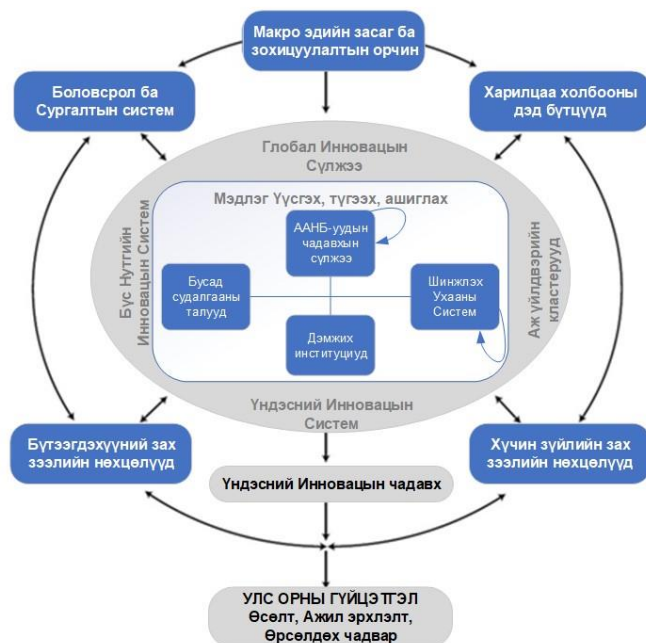 Макро эдийн засаг ба
зохицуулалтын орчин
Боловсрол ба
Сургалтын систем
Харилцаа холбооны
дэд бүтцүүд
Глобал Инновацын
Сүлжээ
Бүс Нутгийн
Инновацын Систем
Мэдлэг Үүсгэх, түгээх, ашиглах
ААНБ-уудын
чадавхын
сүлжээ
Бусад
судалгааны
талууд
Шинжлэх
Ухааны
Систем
Дэмжих
институциуд
Аж үйлдвэрийн
кластерууд
Үндэсний Инновацын
Систем
Бүтээгдэхүүний зах
зээлийн нөхцөлүүд
Хүчин зүйлийн зах
зээлийн нөхцөлүүд
Үндэсний Инновацын чадавх
УЛС ОРНЫ ГҮЙЦЭТГЭЛ
Өсөлт, Ажил эрхлэлт,
Өрсөлдөх чадвар